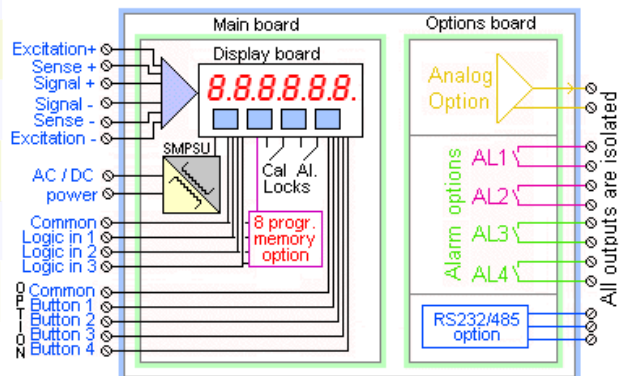 Main board
Options board
Excitation+
Sense +
Signal +
Signal -
Sense -
Excitation -
AC / DC
power
Common
Logic in 1
Logic in 2
Logic in 3
OPTION
Common
Button 1
Button 2
Button 3
Button 4
Display board
8.8.8.8.8.8.
SMPSU
Cal Al.
Locks
8 progr.
memory
option
Analog
Option
Alarm options
AL1
AL2
AL3
AL4
RS232/485
option
All outputs are isolated